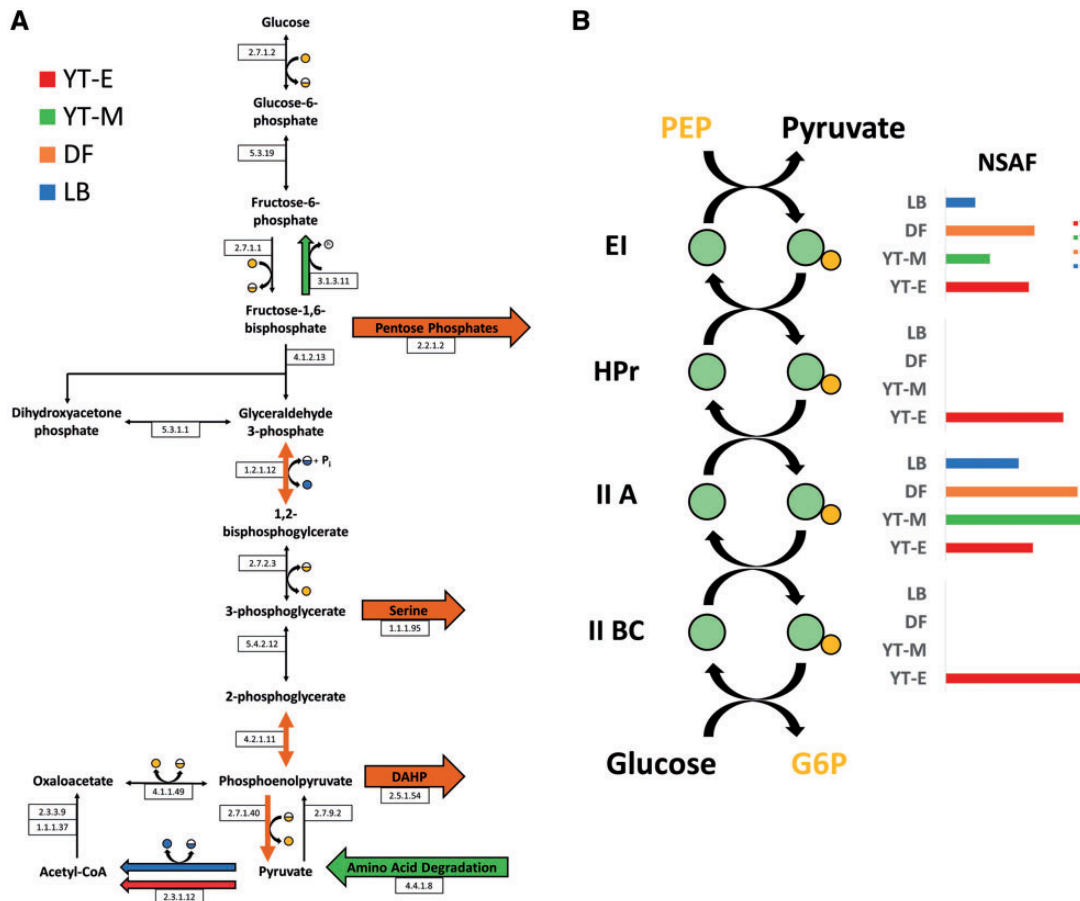 A
YT-E
YT-M
DF
LB
Glucose
2.7.1.2
Glucose-6-
phosphate
5.3.19
Fructose-6-
phosphate
2.7.1.1
Pi
3.1.3.11
Fructose-1,6-
bisphosphate
Pentose Phosphates
2.2.1.2
4.1.2.13
Dihydroxyacetone
phosphate
5.3.1.1
Glyceraldehyde
3-phosphate
1.2.1.12
+ Pi
1,2-
bisphosphogylcerate
2.7.2.3
3-phosphoglycerate
Serine
1.1.1.95
5.4.2.12
2-phosphoglycerate
4.2.1.11
Oxaloacetate
4.1.1.49
Phosphoenolpyruvate
DAHP
2.5.1.54
2.3.3.9
1.1.1.37
2.7.1.40
2.7.9.2
Acetyl-CoA
Pyruvate
Amino Acid Degradation
4.4.1.8
2.3.1.12
B
PEP
Pyruvate
NSAF
EI
LB
DF
YT-M
YT-E
HPr
LB
DF
YT-M
YT-E
II A
LB
DF
YT-M
YT-E
II BC
LB
DF
YT-M
YT-E
Glucose
G6P